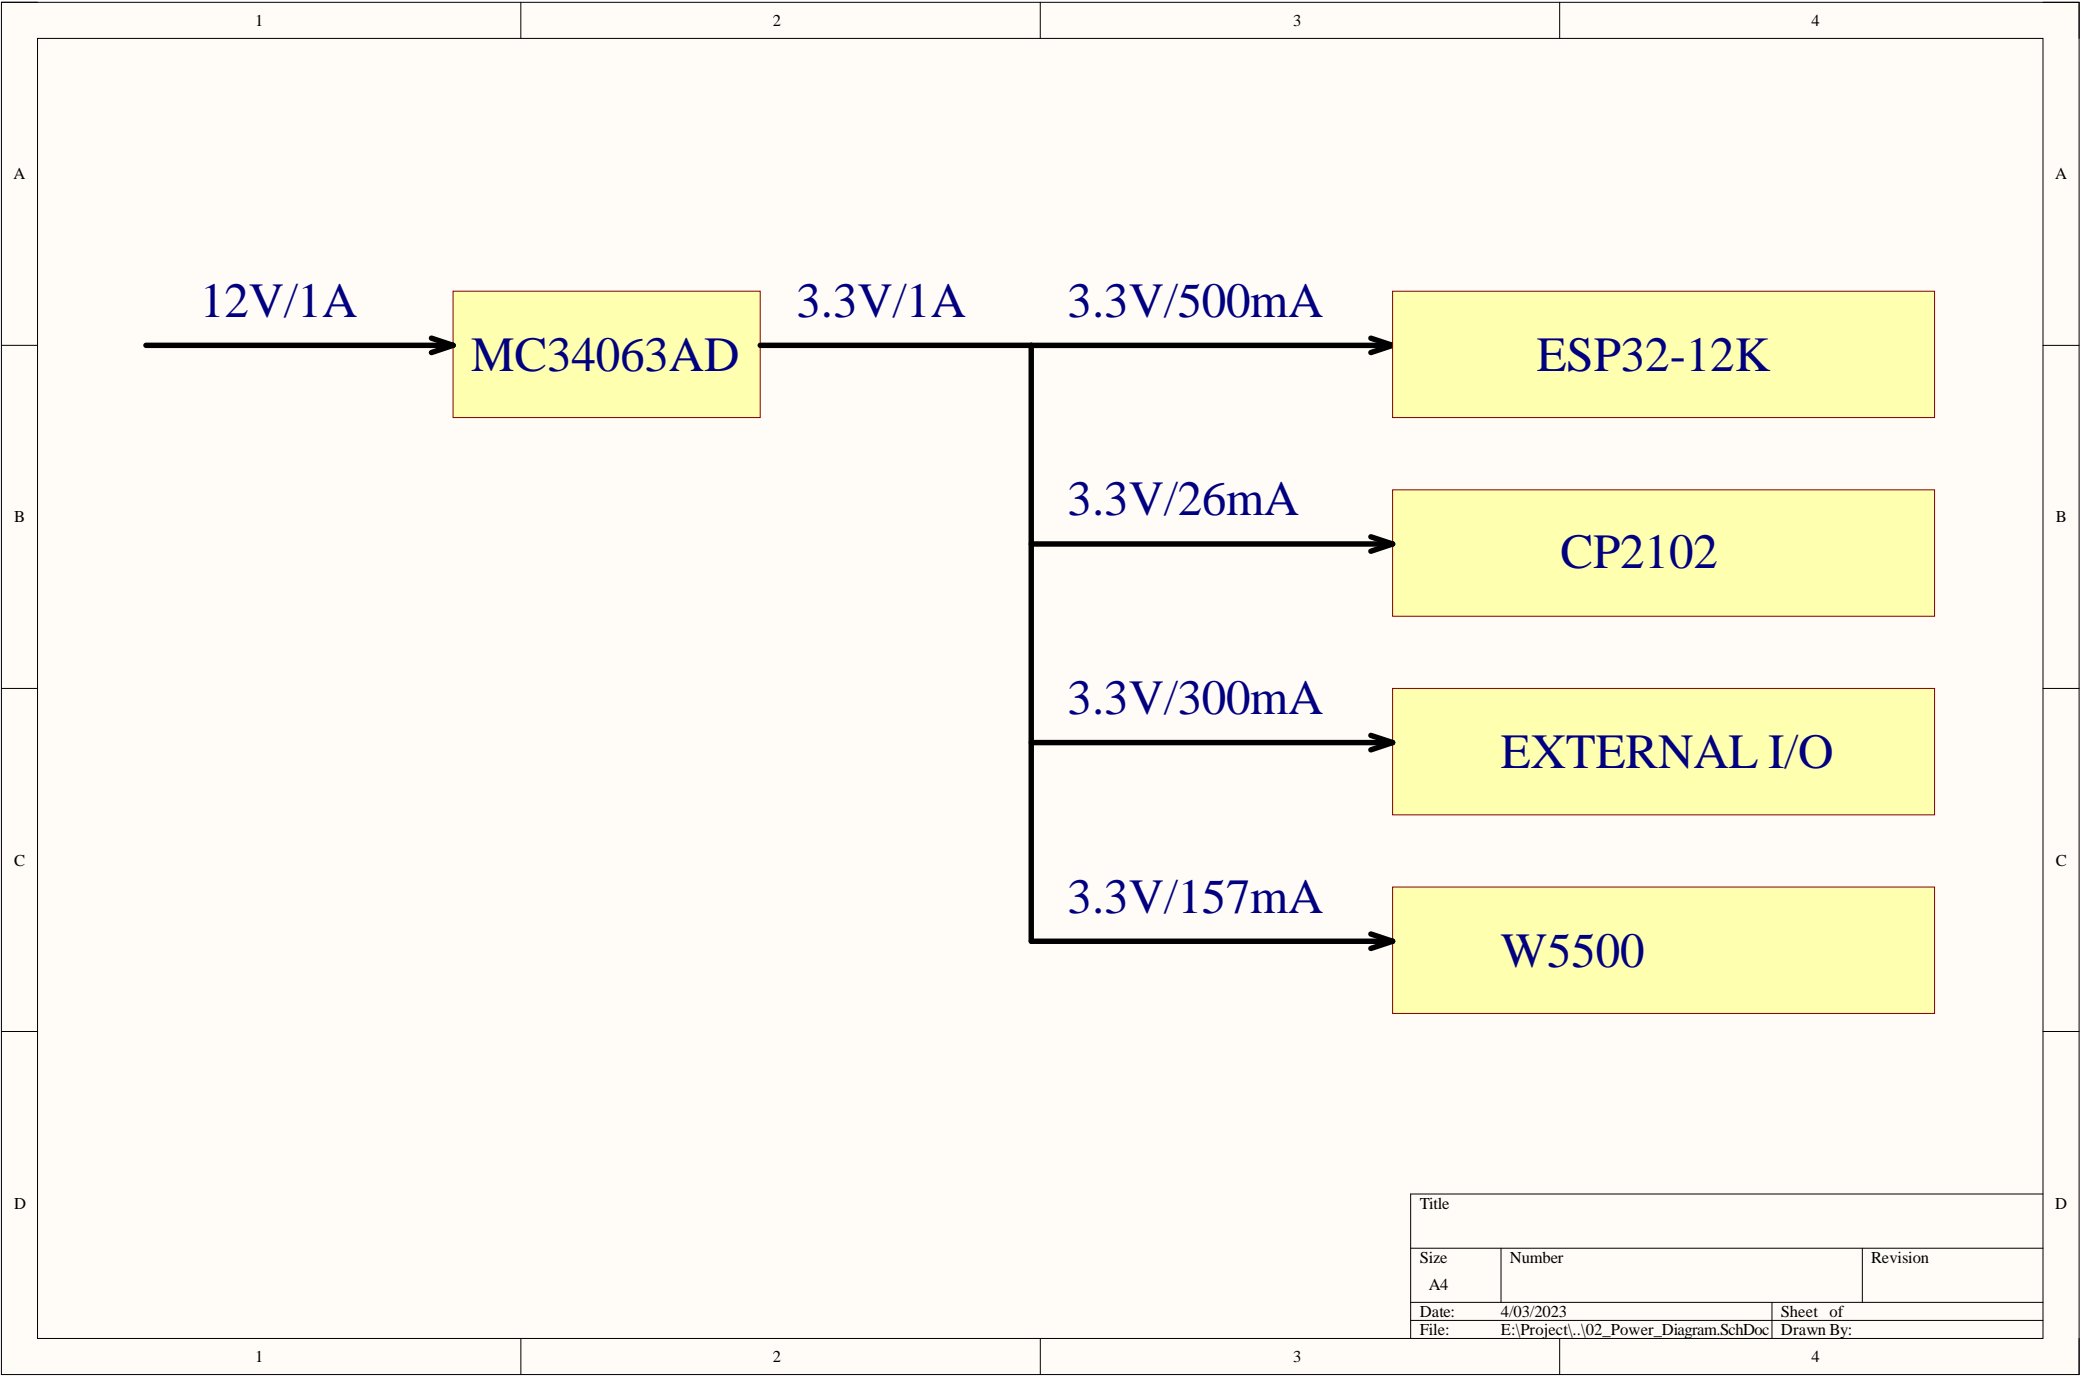 1 2 3 4
A A
12V/1A 3.3V/1A 3.3V/500mA
MC34063AD ESP32-12K
3.3V/26mA
B B
CP2102
3.3V/300mA
EXTERNAL I/O
C C
3.3V/157mA
W5500
D D
Title
Size Number Revision
A4
Date: 4/03/2023 Sheet of
File: E:\Project\..\02_Power_Diagram.SchDoc Drawn By:
1 2 3 4